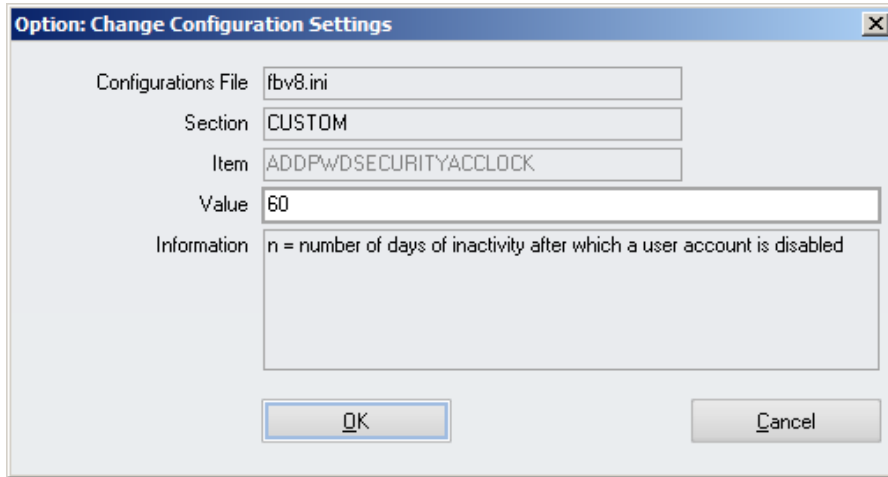 Option: Change Configuration Settings
Configurations File fbv8.ini
Section CUSTOM
Item ADDPWDSECURITYACCLOCK
Value 60
Information n = number of days of inactivity after which a user account is disabled
OK Cancel